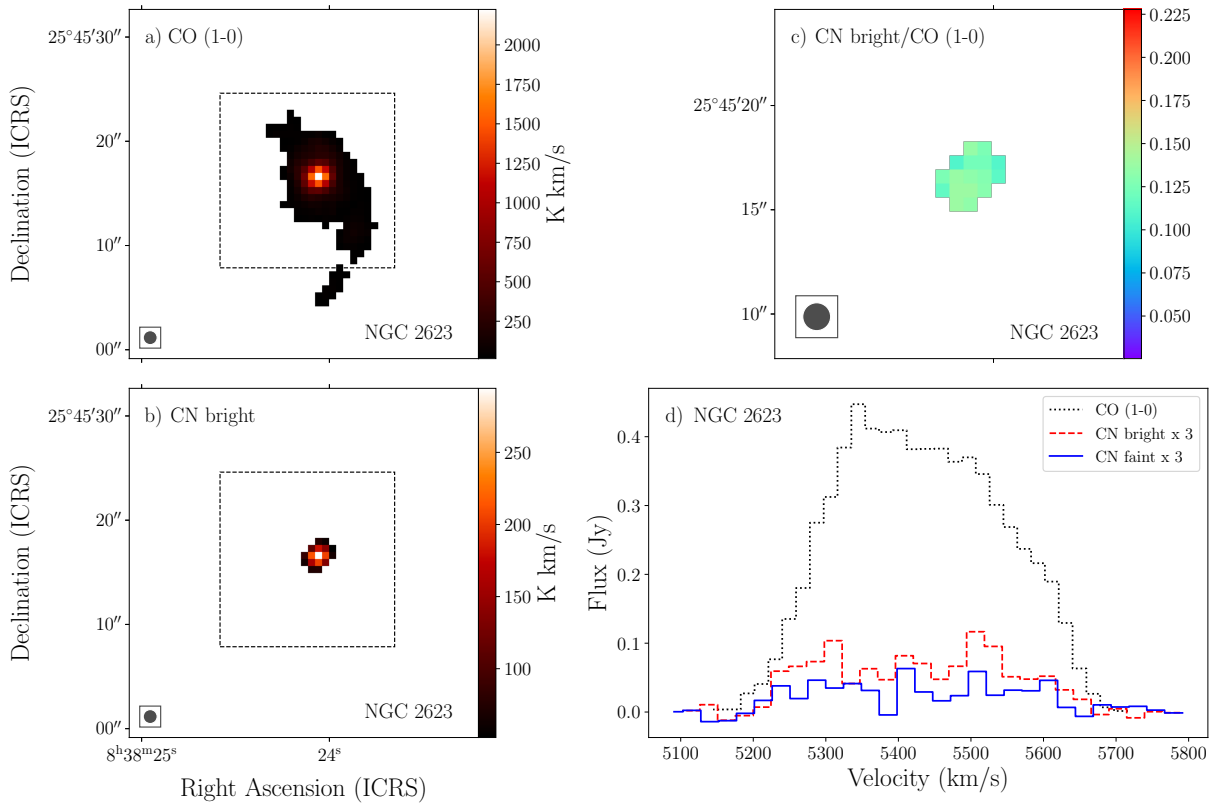 a) CO (1-0)
25°45′30″
20″
10″
00″
Declination (ICRS)
NGC 2623
2000
1750
1500
1250
1000
750
500
250
K km/s
c) CN bright/CO (1-0)
25°45′20″
15″
10″
NGC 2623
0.225
0.200
0.175
0.150
0.125
0.100
0.075
0.050
b) CN bright
25°45′30″
20″
10″
00″
Declination (ICRS)
NGC 2623
8ʰ38ᵐ25ˢ
24ˢ
Right Ascension (ICRS)
250
200
150
100
K km/s
d) NGC 2623
CO (1-0)
CN bright x 3
CN faint x 3
0.4
0.3
0.2
0.1
0.0
Flux (Jy)
5100 5200 5300 5400 5500 5600 5700 5800
Velocity (km/s)